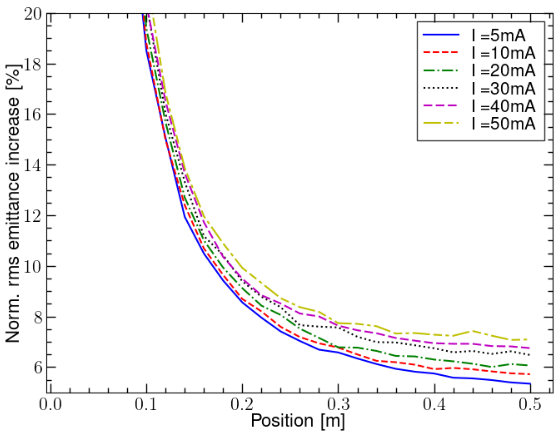 20
18
16
14
12
10
8
6
Norm. rms emittance increase [%]
I =5mA
I =10mA
I =20mA
I =30mA
I =40mA
I =50mA
0.0 0.1 0.2 0.3 0.4 0.5
Position [m]